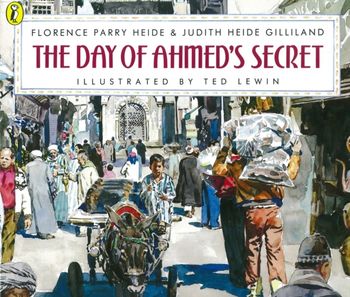 FLORENCE PARRY HEIDE & JUDITH HEIDE GILLILAND
THE DAY OF AHMED'S SECRET
ILLUSTRATED BY TED LEWIN